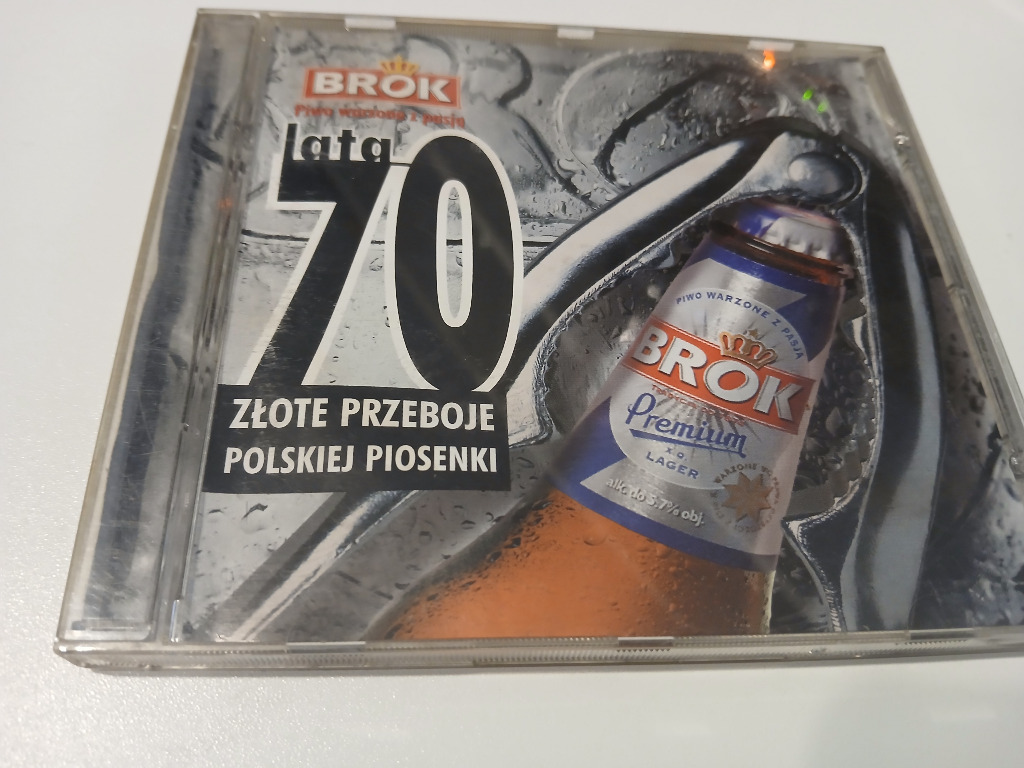 BROK
Piwo warzone z pasją
lata
70
ZŁOTE PRZEBOJE
POLSKIEJ PIOSENKI
PIWO WARZONE Z PASJĄ
BROK
Premium
X.O.
LAGER
alk. do 5.7% obj.